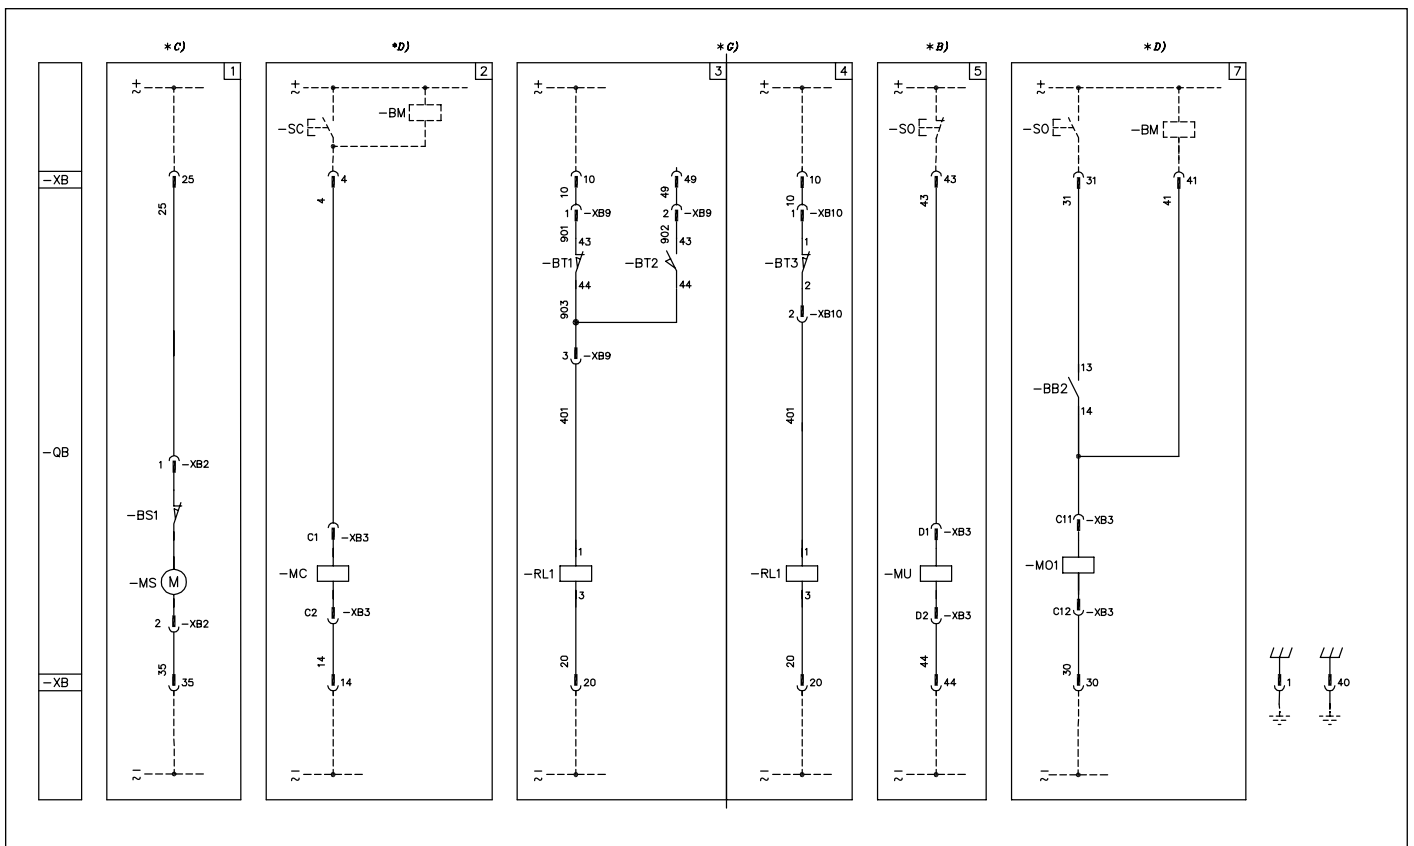 * C) *D) * G) * B) * D)
1 2 3 4 5 7
+ ~ + ~ + ~ + ~ + ~ + ~
-BM
-SC -SO -SO -BM
-XB 25 4 10 49 10 43 31 41
25 4 10 49 10 43 31 41
1 -XB9 2 -XB9 1 -XB10
901 43 902 43 1
-BT1 -BT2 -BT3
44 44 2
903 2 -XB10
3 -XB9
13
-BB2
14
401 401
-QB
1 -XB2
-BS1
C11 -XB3
C1 -XB3 D1 -XB3
1 1
-MS M -MC -RL1 -RL1 -MU -MO1
3 3
2 -XB2 C2 -XB3 D2 -XB3 C12 -XB3
35 14 20 20 44 30
-XB 35 14 20 20 44 30 1 40
- ~ - ~ - ~ - ~ - ~ - ~